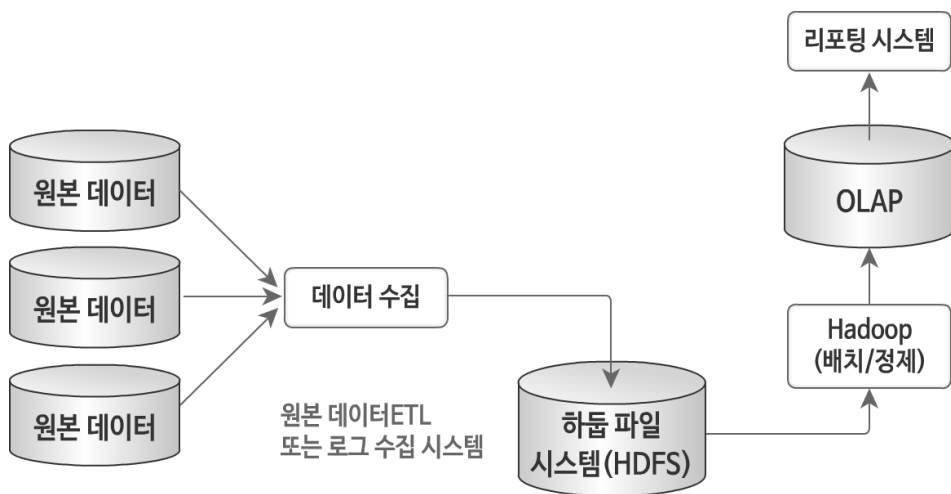 리포팅 시스템
OLAP
Hadoop
(배치/정제)
원본 데이터
원본 데이터
원본 데이터
데이터 수집
원본 데이터ETL
또는 로그 수집 시스템
하둡 파일
시스템(HDFS)